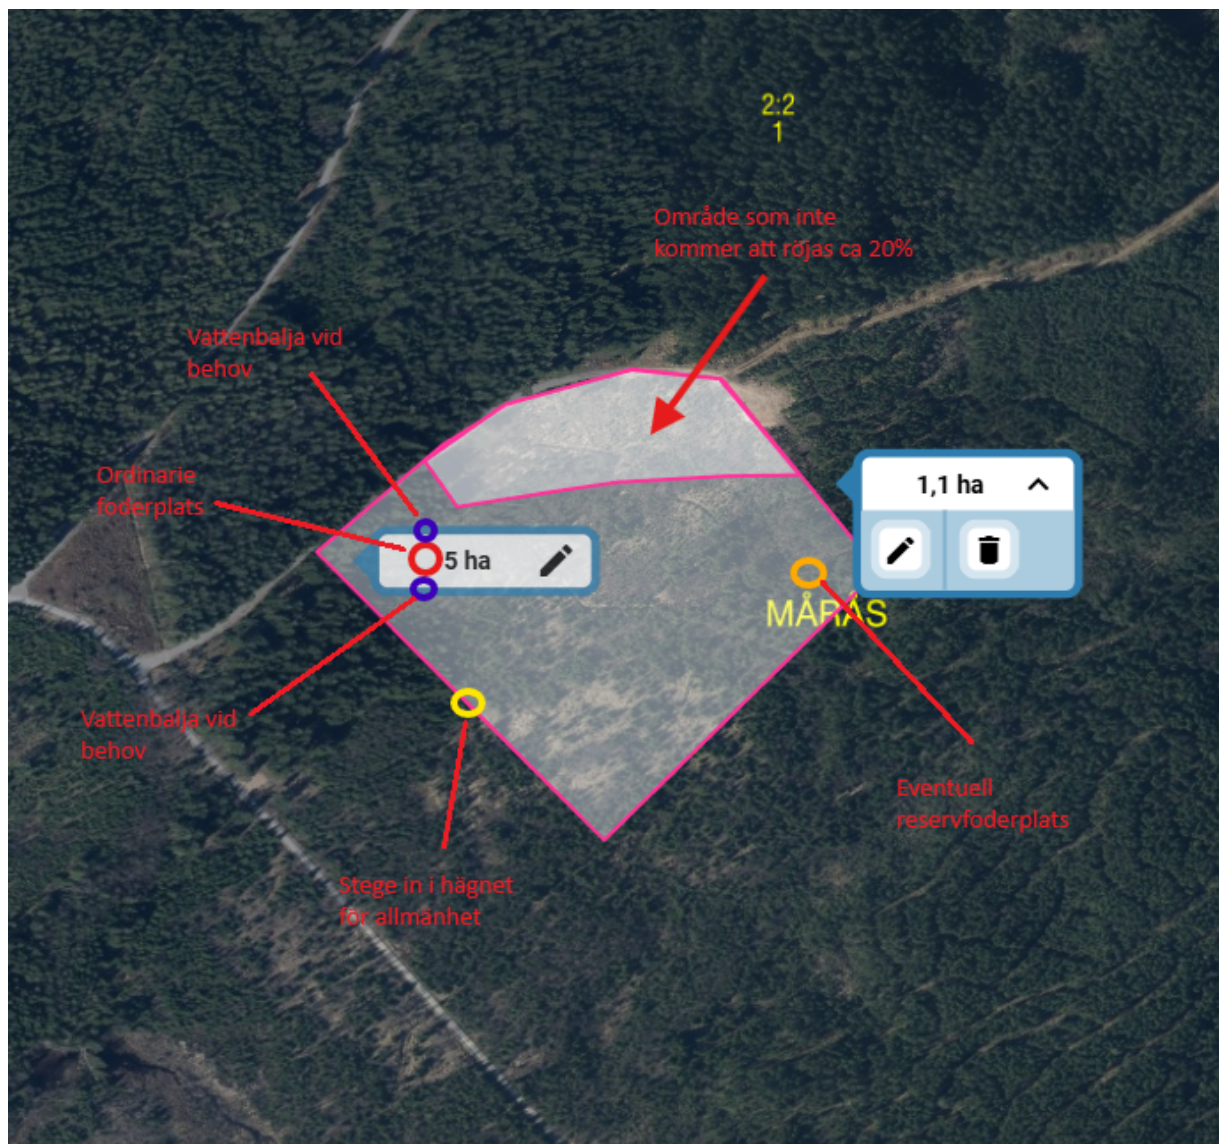 2:2
1
Område som inte
kommer att röjas ca 20%
Vattenbalja vid
behov
Ordinarie
foderplats
1,1 ha
5 ha
MÅRÅS
Vattenbalja vid
behov
Eventuell
reservfoderplats
Stege in i hägnet
för allmänhet